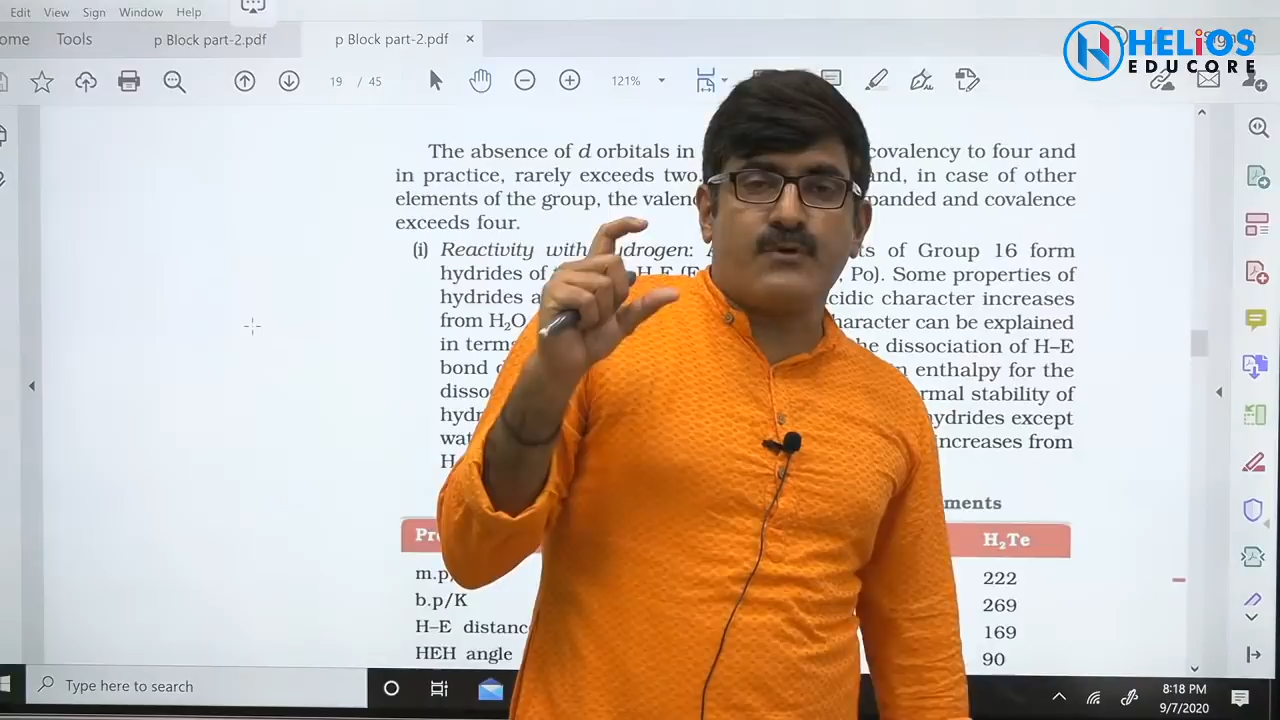 Edit View Sign Window Help
HELiOS
EDUCORE
ome Tools p Block part-2.pdf p Block part-2.pdf ×
19 / 45 121%
The absence of d orbitals in covalency to four and
in practice, rarely exceeds two. and, in case of other
elements of the group, the valen panded and covalence
exceeds four.
(i) Reactivity with hydrogen: ts of Group 16 form
hydrides of H E (E , Po). Some properties of
hydrides a cidic character increases
from H₂O haracter can be explained
in terms he dissociation of H–E
bond n enthalpy for the
disso rmal stability of
hydr hydrides except
wat increases from
H
ments
Pr H₂Te
m.p 222
b.p/K 269
H–E distanc 169
HEH angle 90
Type here to search
8:18 PM
9/7/2020